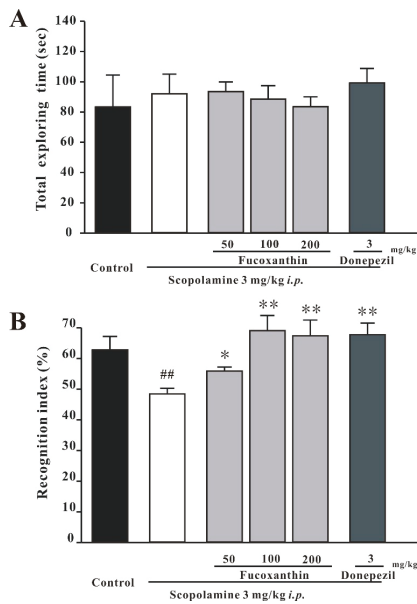 A
Total exploring time (sec)
140
120
100
80
60
40
20
0
50 100 200 3 mg/kg
Fucoxanthin Donepezil
Control
Scopolamine 3 mg/kg i.p.
B
Recognition index (%)
70
60
50
40
30
20
10
0
## * ** ** **
50 100 200 3 mg/kg
Control Fucoxanthin Donepezil
Scopolamine 3 mg/kg i.p.